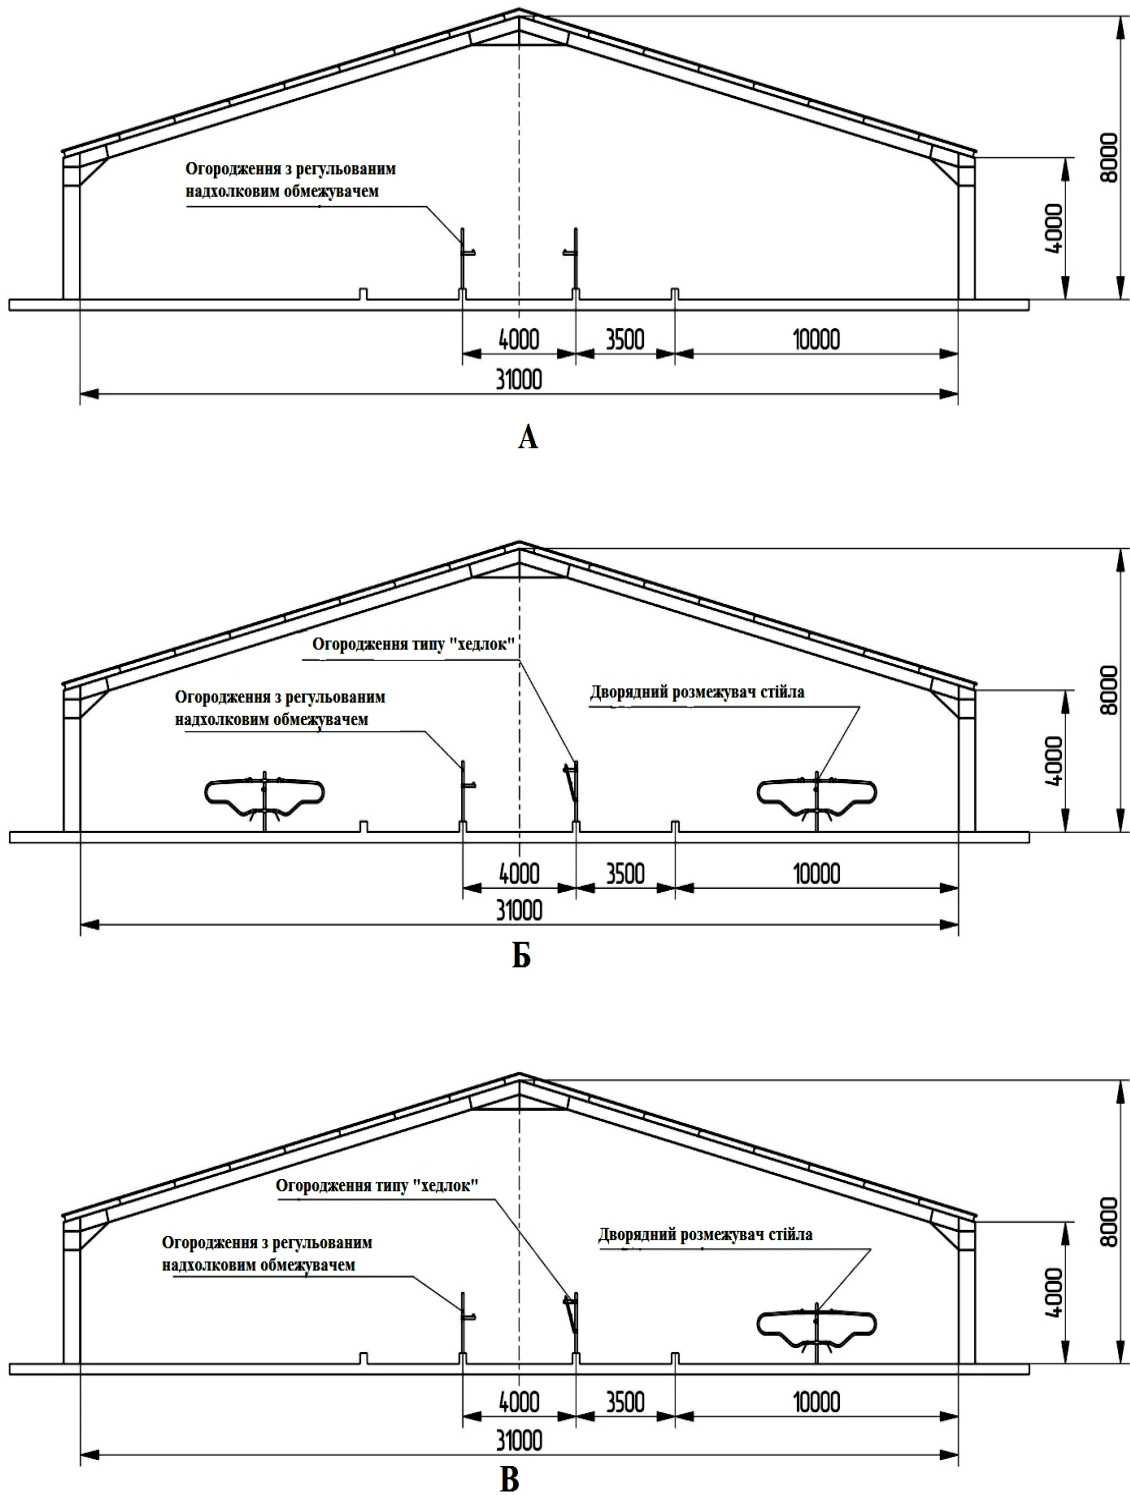 Огородження з регульованим
надхолковим обмежувачем
8000
4000
4000
3500
10000
31000
А
Огородження типу "хедлок"
Огородження з регульованим
надхолковим обмежувачем
Дворядний розмежувач стійла
8000
4000
4000
3500
10000
31000
Б
Огородження типу "хедлок"
Огородження з регульованим
надхолковим обмежувачем
Дворядний розмежувач стійла
8000
4000
4000
3500
10000
31000
В